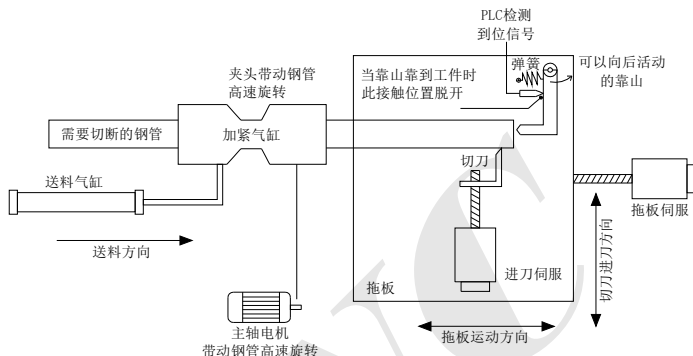 PLC检测
到位信号
弹簧
可以向后活动
的靠山
当靠山靠到工件时
此接触位置脱开
夹头带动钢管
高速旋转
需要切断的钢管
加紧气缸
切刀
送料气缸
拖板伺服
送料方向
进刀伺服
切刀进刀方向
拖板
拖板运动方向
主轴电机
带动钢管高速旋转